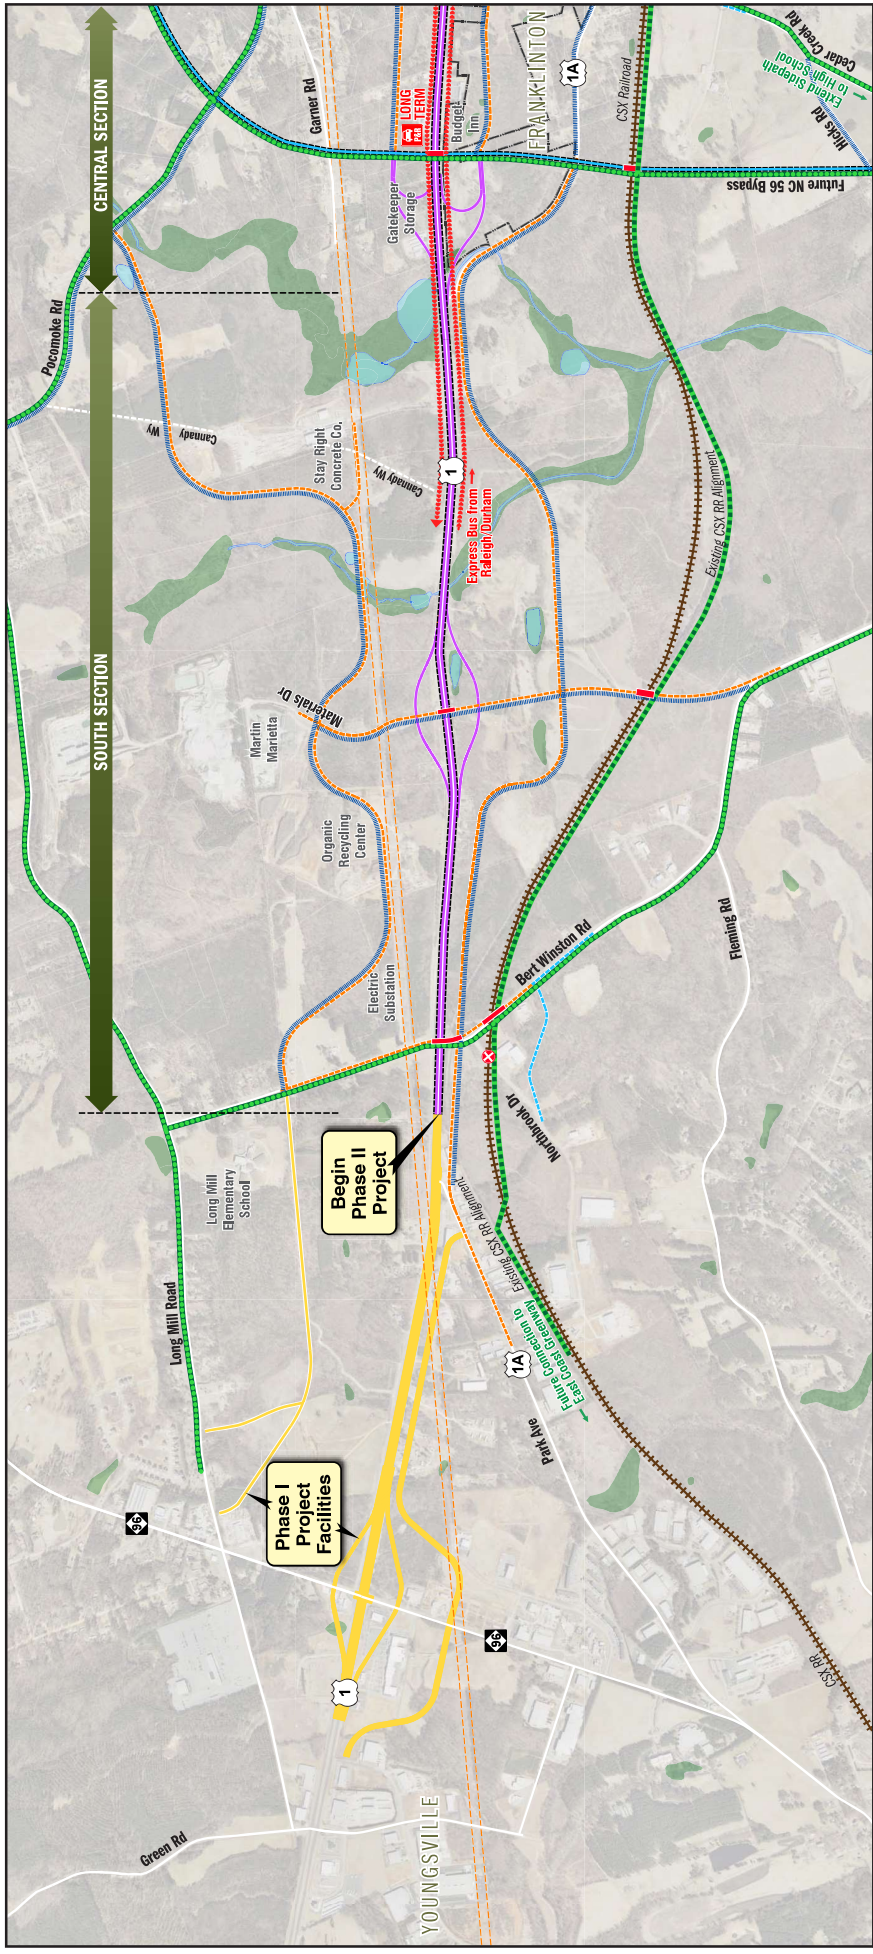 CENTRAL SECTION
SOUTH SECTION
Pocomoke Rd
Garner Rd
LONG
TERM
P&R
Budget
Inn
FRANKLINTON
1A
CSX Railroad
Cedar Creek Rd
Extend Sidepath
to High School
Hicks Rd
Future NC 56 Bypass
Gatekeeper
Storage
Cannady Wy
Stay Right
Concrete Co.
Cannady Wy
1
Express Bus from
Raleigh/Durham
Existing CSX RR Alignment
Materials Dr
Martin
Marietta
Organic
Recycling
Center
Electric
Substation
Bert Winston Rd
Fleming Rd
Northbrook Dr
Begin
Phase II
Project
Long Mill
Elementary
School
Long Mill Road
Existing CSX RR Alignment
Future Connection to
East Coast Greenway
1A
Park Ave
Phase I
Project
Facilities
96
96
1
CSX RR
Green Rd
YOUNGSVILLE